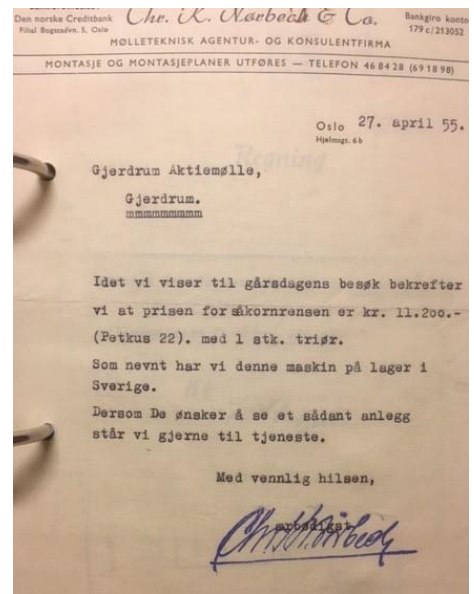 Den norske Creditbank
Filial Bogstadvn. 5, Oslo
Chr. K. Nørbech & Co.
Bankgiro konto
179 c/213052
MØLLETEKNISK AGENTUR- OG KONSULENTFIRMA
MONTASJE OG MONTASJEPLANER UTFØRES — TELEFON 46 84 28 (69 18 98)
Oslo 27. april 55.
Hjelmsgt. 6b
Regning
Gjerdrum Aktiemølle,
Gjerdrum.
mmmmmmmmm
Idet vi viser til gårsdagens besøk bekrefter
vi at prisen for såkornrensen er kr. 11.200.-
(Petkus 22). med 1 stk. triør.
Som nevnt har vi denne maskin på lager i
Sverige.
Dersom De ønsker å se et sådant anlegg
står vi gjerne til tjeneste.
Med vennlig hilsen,
ærbødigst